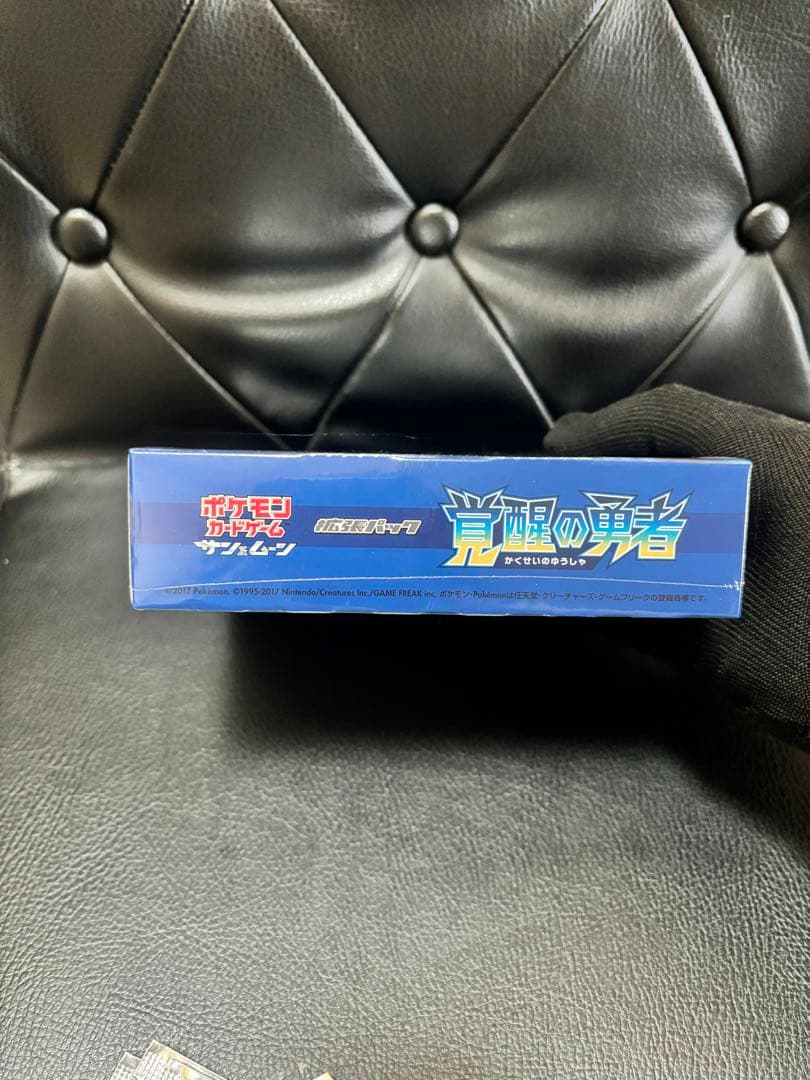 ポケモン
カードゲーム
サン&ムーン
拡張パック
覚醒の勇者
かくせいのゆうしゃ
©2017 Pokémon. ©1995-2017 Nintendo/Creatures Inc./GAME FREAK inc. ポケモン・Pokémonは任天堂・クリーチャーズ・ゲームフリークの登録商標です。